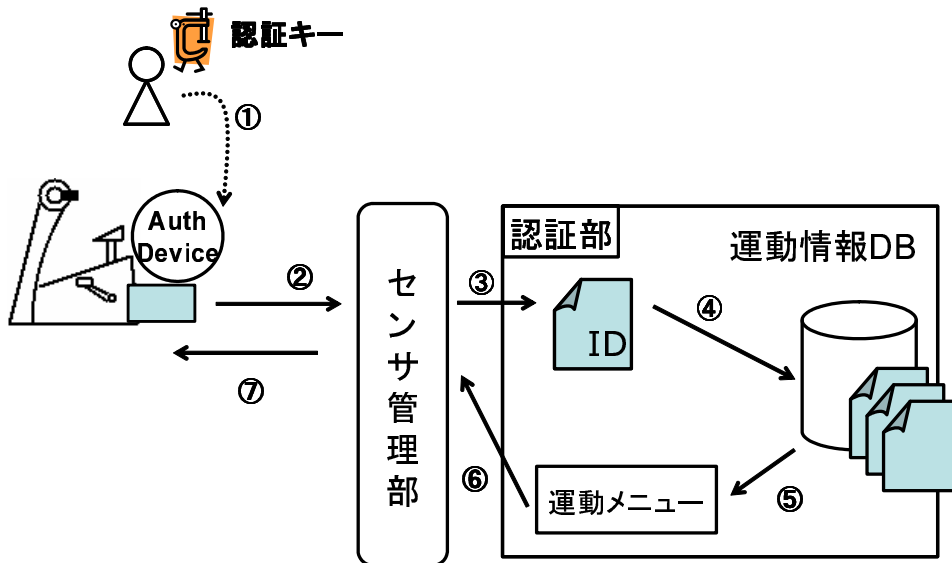 認証キー
①
Auth
Device
②
⑦
センサ管理部
③
認証部
運動情報DB
ID
④
⑤
運動メニュー
⑥